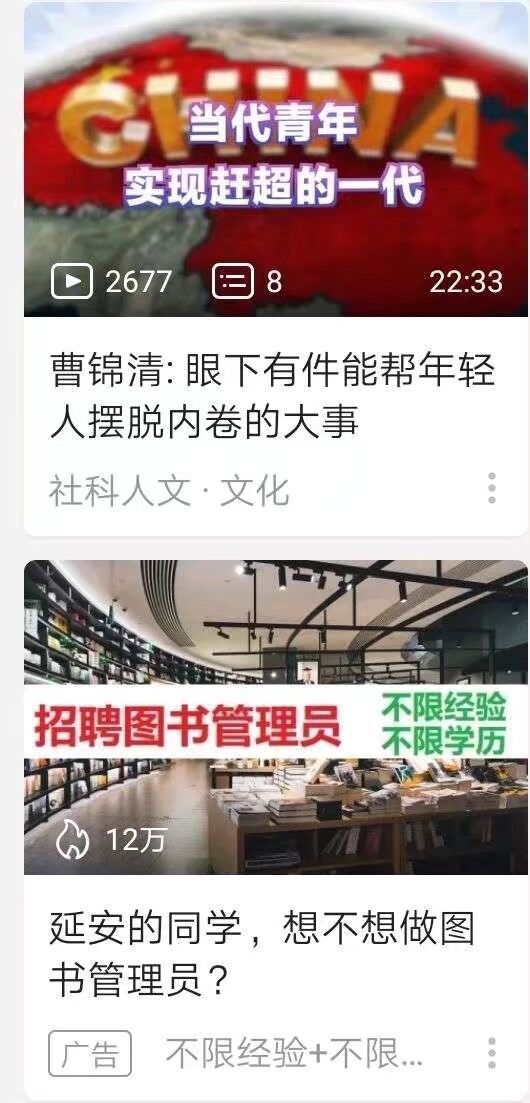 CHINA
当代青年
实现赶超的一代
2677 8 22:33
曹锦清: 眼下有件能帮年轻
人摆脱内卷的大事
社科人文 · 文化
招聘图书管理员
不限经验
不限学历
12万
延安的同学，想不想做图
书管理员？
广告 不限经验+不限...